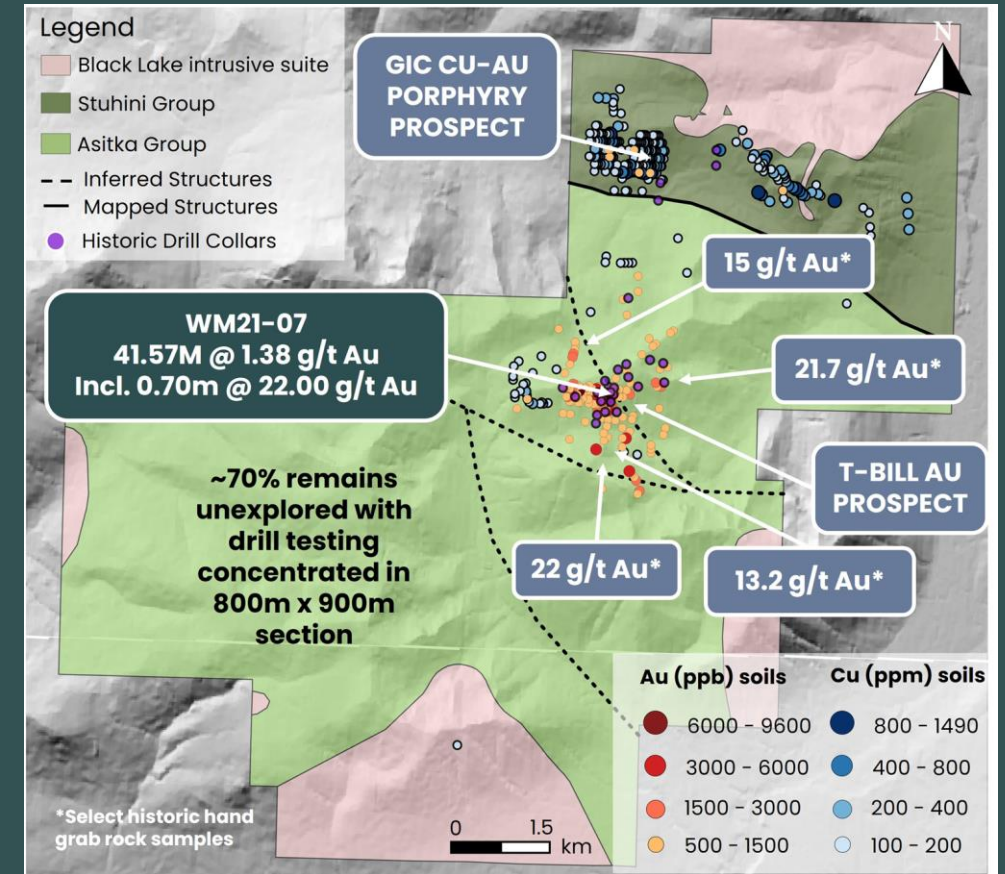 Legend
Black Lake intrusive suite
Stuhini Group
Asitka Group
Inferred Structures
Mapped Structures
Historic Drill Collars
N
GIC CU-AU
PORPHYRY
PROSPECT
15 g/t Au*
WM21-07
41.57M @ 1.38 g/t Au
Incl. 0.70m @ 22.00 g/t Au
21.7 g/t Au*
T-BILL AU
PROSPECT
~70% remains
unexplored with
drill testing
concentrated in
800m x 900m
section
22 g/t Au*
13.2 g/t Au*
*Select historic hand
grab rock samples
0 1.5
km
Au (ppb) soils
6000 - 9600
3000 - 6000
1500 - 3000
500 - 1500
Cu (ppm) soils
800 - 1490
400 - 800
200 - 400
100 - 200